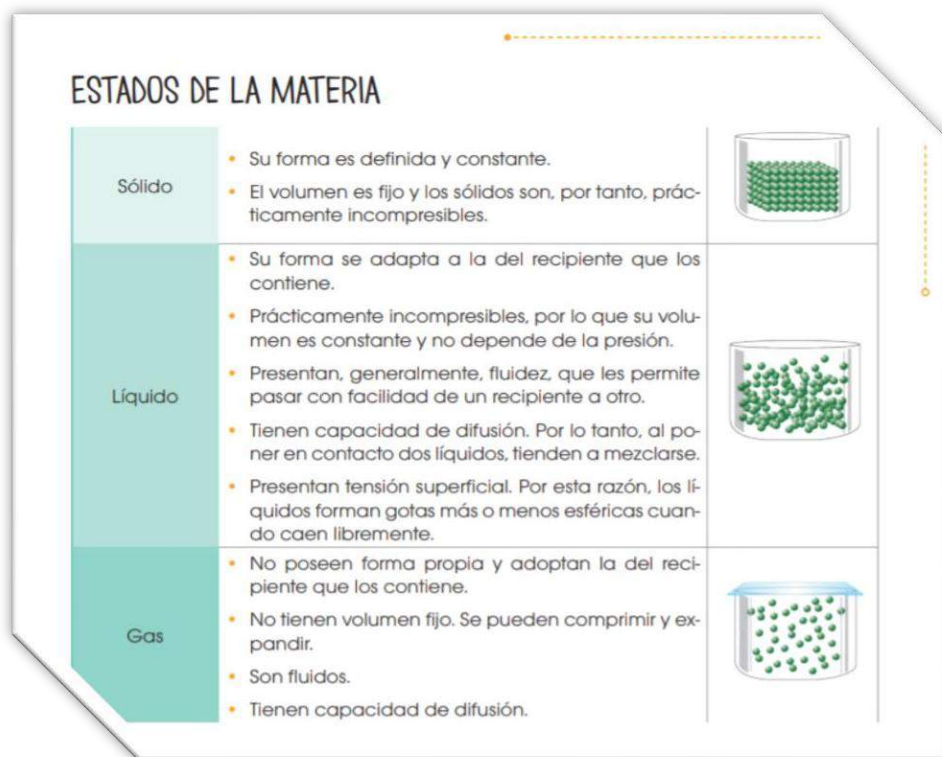 ESTADOS DE LA MATERIA
Sólido
• Su forma es definida y constante.
• El volumen es fijo y los sólidos son, por tanto, prác-
ticamente incompresibles.
Líquido
• Su forma se adapta a la del recipiente que los
contiene.
• Prácticamente incompresibles, por lo que su volu-
men es constante y no depende de la presión.
• Presentan, generalmente, fluidez, que les permite
pasar con facilidad de un recipiente a otro.
• Tienen capacidad de difusión. Por lo tanto, al po-
ner en contacto dos líquidos, tienden a mezclarse.
• Presentan tensión superficial. Por esta razón, los lí-
quidos forman gotas más o menos esféricas cuan-
do caen libremente.
Gas
• No poseen forma propia y adoptan la del reci-
piente que los contiene.
• No tienen volumen fijo. Se pueden comprimir y ex-
pandir.
• Son fluidos.
• Tienen capacidad de difusión.